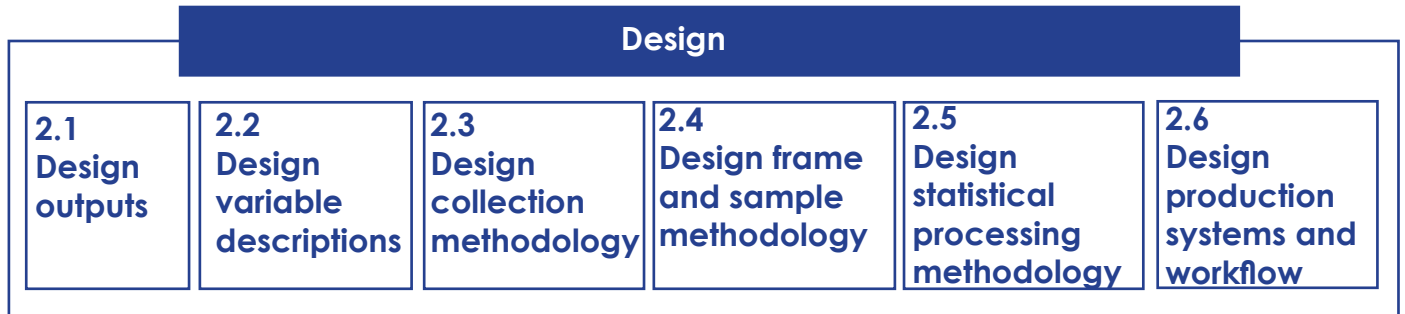 Design
2.1
Design
outputs
2.2
Design
variable
descriptions
2.3
Design
collection
methodology
2.4
Design frame
and sample
methodology
2.5
Design
statistical
processing
methodology
2.6
Design
production
systems and
workflow